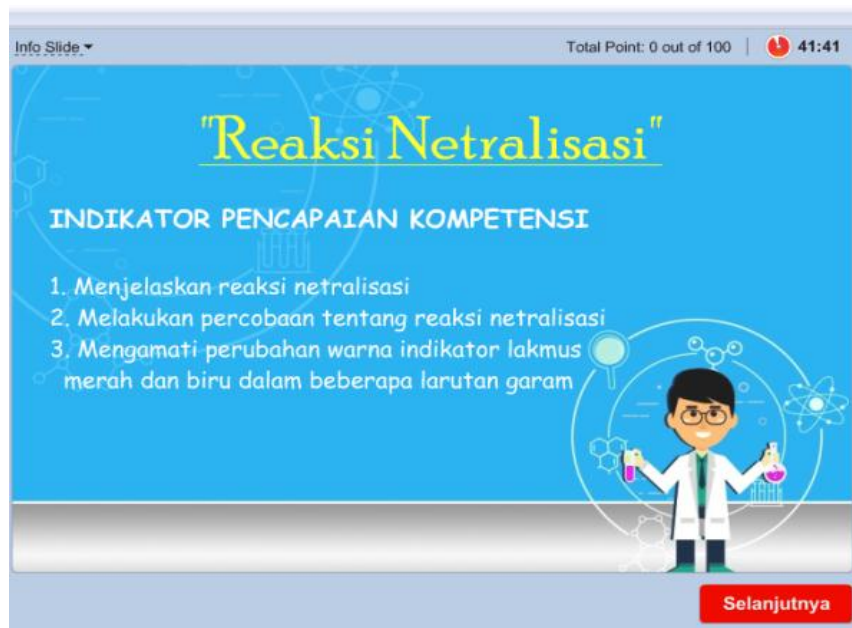 Info Slide
Total Point: 0 out of 100 | 41:41
"Reaksi Netralisasi"
INDIKATOR PENCAPAIAN KOMPETENSI
1. Menjelaskan reaksi netralisasi
2. Melakukan percobaan tentang reaksi netralisasi
3. Mengamati perubahan warna indikator lakmus
merah dan biru dalam beberapa larutan garam
Selanjutnya